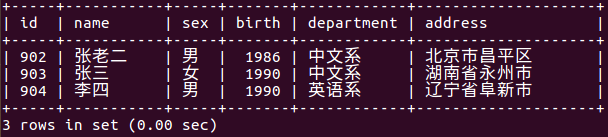 +-----+-----------+------+-------+------------+--------------------+
| id  | name      | sex  | birth | department | address            |
+-----+-----------+------+-------+------------+--------------------+
| 902 | 张老二    | 男   |  1986 | 中文系     | 北京市昌平区       |
| 903 | 张三      | 女   |  1990 | 中文系     | 湖南省永州市       |
| 904 | 李四      | 男   |  1990 | 英语系     | 辽宁省阜新市       |
+-----+-----------+------+-------+------------+--------------------+
3 rows in set (0.00 sec)